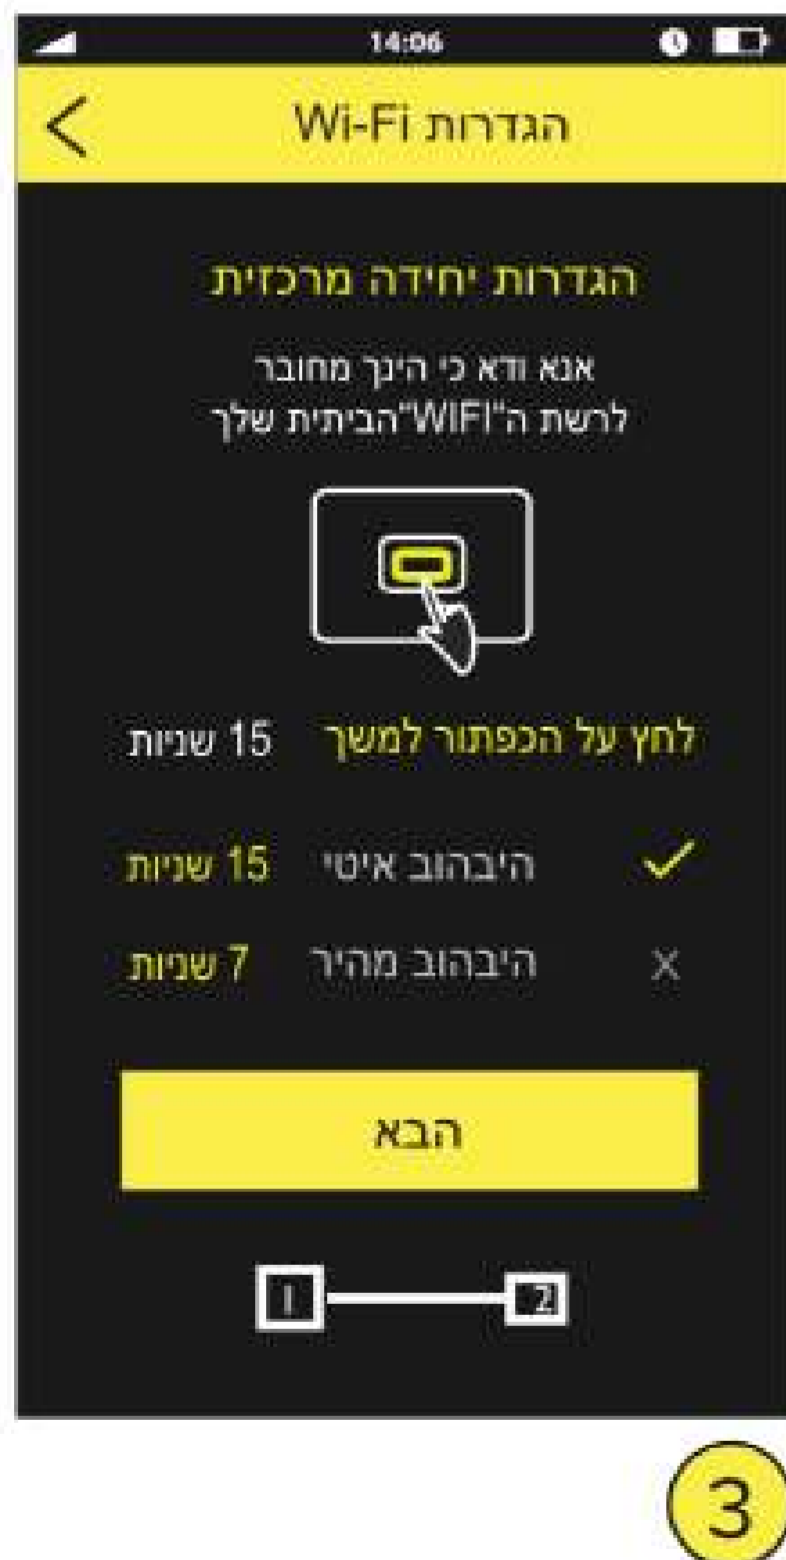 14:06
הגדרות Wi-Fi
הגדרות יחידה מרכזית
אנא ודא כי הינך מחובר
לרשת ה"WIFI"הביתית שלך
לחץ על הכפתור למשך 15 שניות
היבהוב איטי 15 שניות
היבהוב מהיר 7 שניות
הבא
1 2
3